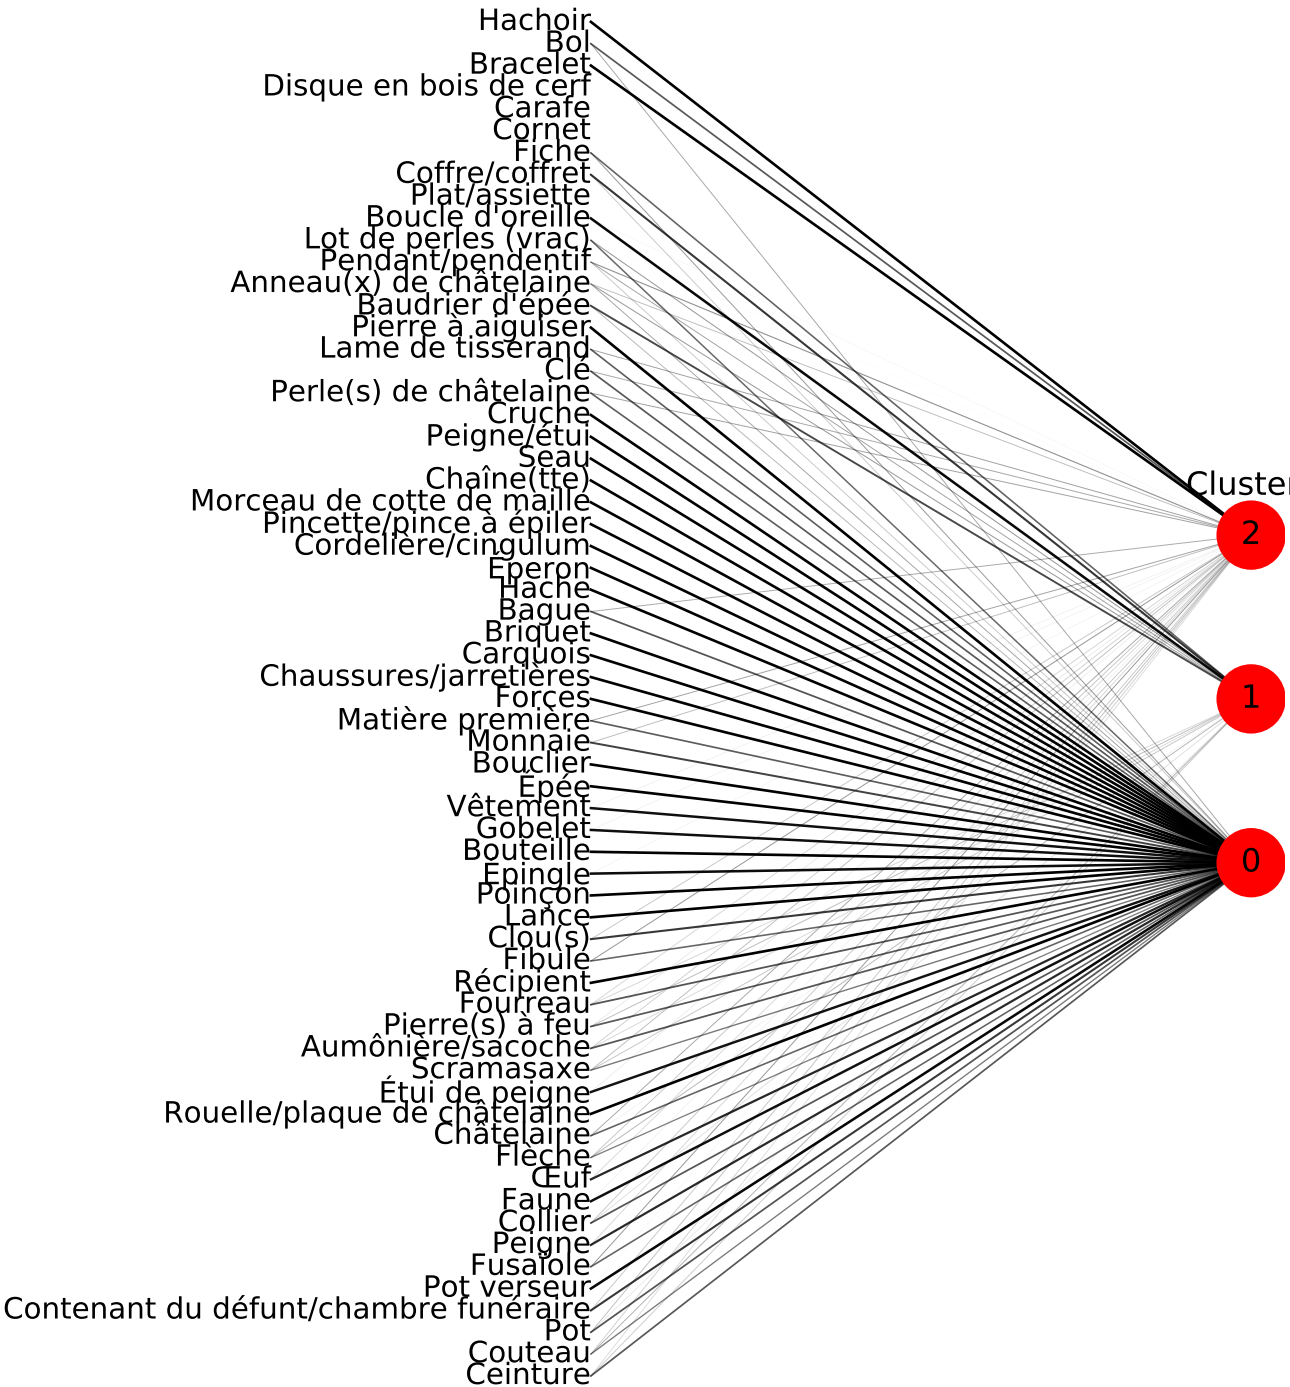 Hachoir
Bol
Bracelet
Disque en bois de cerf
Carafe
Cornet
Fiche
Coffre/coffret
Plat/assiette
Boucle d'oreille
Lot de perles (vrac)
Pendant/pendentif
Anneau(x) de châtelaine
Baudrier d'épée
Pierre à aiguiser
Lame de tisserand
Clé
Perle(s) de châtelaine
Cruche
Peigne/étui
Seau
Chaîne(tte)
Morceau de cotte de maille
Pincette/pince à épiler
Cordelière/cingulum
Éperon
Hache
Bague
Briquet
Carquois
Chaussures/jarretières
Forces
Matière première
Monnaie
Bouclier
Épée
Vêtement
Gobelet
Bouteille
Épingle
Poinçon
Lance
Clou(s)
Fibule
Récipient
Fourreau
Pierre(s) à feu
Aumônière/sacoche
Scramasaxe
Étui de peigne
Rouelle/plaque de châtelaine
Châtelaine
Flèche
Œuf
Faune
Collier
Peigne
Fusaïole
Pot verseur
Contenant du défunt/chambre funéraire
Pot
Couteau
Ceinture
Cluster
2
1
0